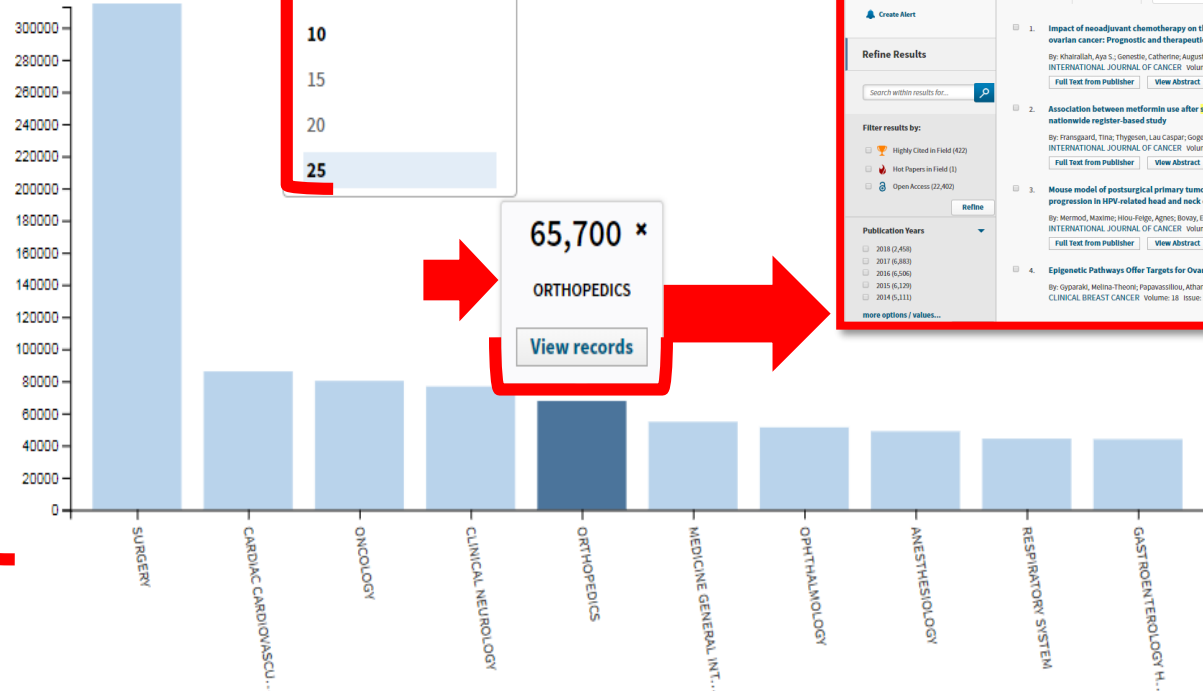 300000
280000
260000
240000
220000
200000
180000
160000
140000
120000
100000
80000
60000
40000
20000
0
10
15
20
25
65,700 ×
ORTHOPEDICS
View records
SURGERY
CARDIAC CARDIOVASCU...
ONCOLOGY
CLINICAL NEUROLOGY
ORTHOPEDICS
MEDICINE GENERAL INT...
OPHTHALMOLOGY
ANESTHESIOLOGY
RESPIRATORY SYSTEM
GASTROENTEROLOGY H...
Create Alert
Refine Results
Search within results for...
Filter results by:
Highly Cited in Field (422)
Hot Papers in Field (1)
Open Access (22,402)
Refine
Publication Years
2018 (2,458)
2017 (6,883)
2016 (6,506)
2015 (6,129)
2014 (5,111)
more options / values...
1. Impact of neoadjuvant chemotherapy on th
ovarian cancer: Prognostic and therapeuti
By: Khairallah, Aya S.; Genestie, Catherine; August
INTERNATIONAL JOURNAL OF CANCER Volum
Full Text from Publisher View Abstract
2. Association between metformin use after s
nationwide register-based study
By: Fransgaard, Tina; Thygesen, Lau Caspar; Goge
INTERNATIONAL JOURNAL OF CANCER Volum
Full Text from Publisher View Abstract
3. Mouse model of postsurgical primary tumo
progression in HPV-related head and neck
By: Mermod, Maxime; Hiou-Feige, Agnes; Bovay, E
INTERNATIONAL JOURNAL OF CANCER Volum
Full Text from Publisher View Abstract
4. Epigenetic Pathways Offer Targets for Ovar
By: Gyparaki, Melina-Theoni; Papavassiliou, Athan
CLINICAL BREAST CANCER Volume: 18 Issue: